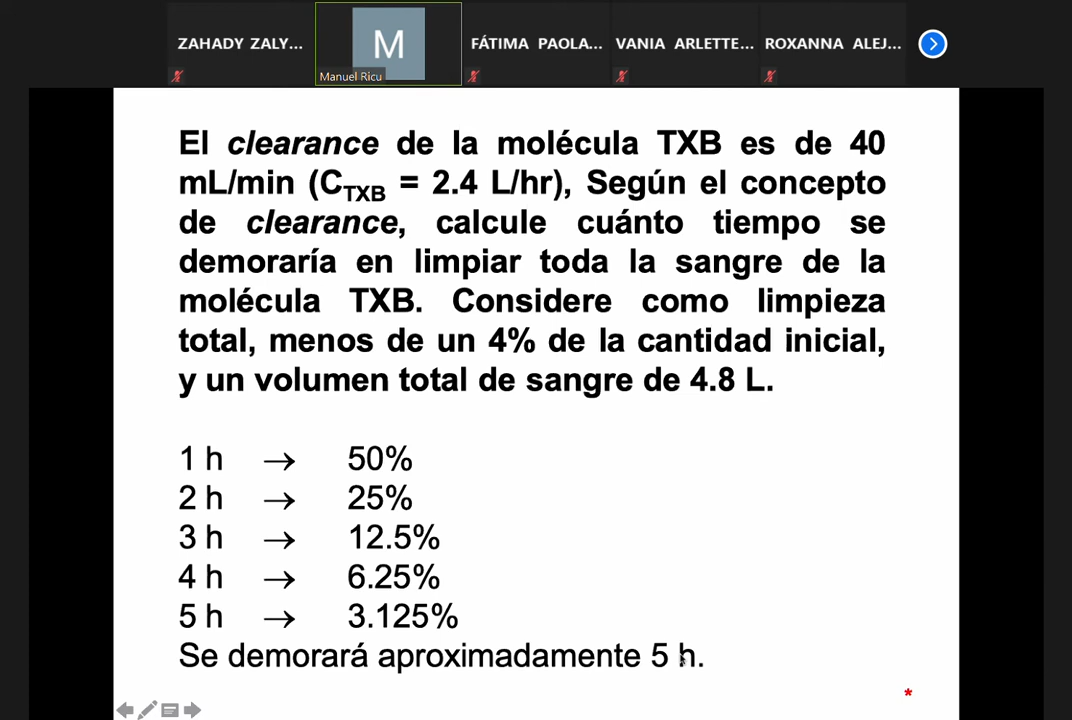 ZAHADY ZALY...
M
FÁTIMA PAOLA...
VANIA ARLETTE...
ROXANNA ALEJ...
Manuel Ricu
El clearance de la molécula TXB es de 40
mL/min (CTXB = 2.4 L/hr), Según el concepto
de clearance, calcule cuánto tiempo se
demoraría en limpiar toda la sangre de la
molécula TXB. Considere como limpieza
total, menos de un 4% de la cantidad inicial,
y un volumen total de sangre de 4.8 L.
1 h → 50%
2 h → 25%
3 h → 12.5%
4 h → 6.25%
5 h → 3.125%
Se demorará aproximadamente 5 h.
*